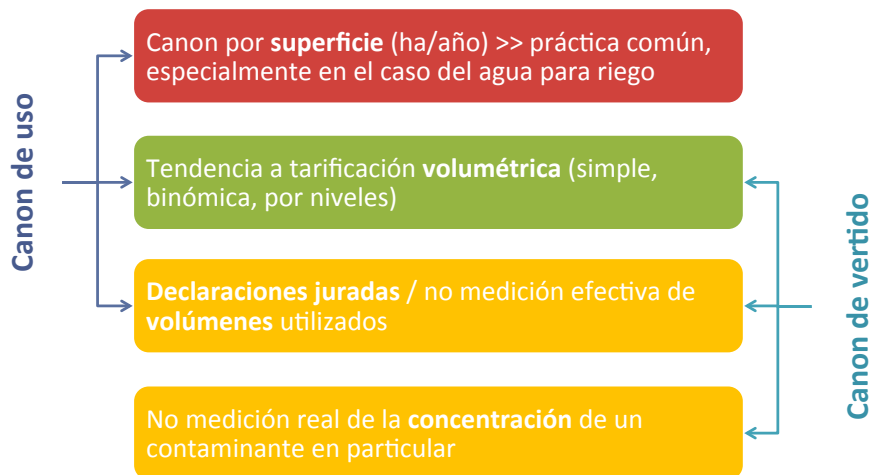 Canon de uso
Canon por superficie (ha/año) >> práctica común,
especialmente en el caso del agua para riego
Tendencia a tarificación volumétrica (simple,
binómica, por niveles)
Declaraciones juradas / no medición efectiva de
volúmenes utilizados
No medición real de la concentración de un
contaminante en particular
Canon de vertido